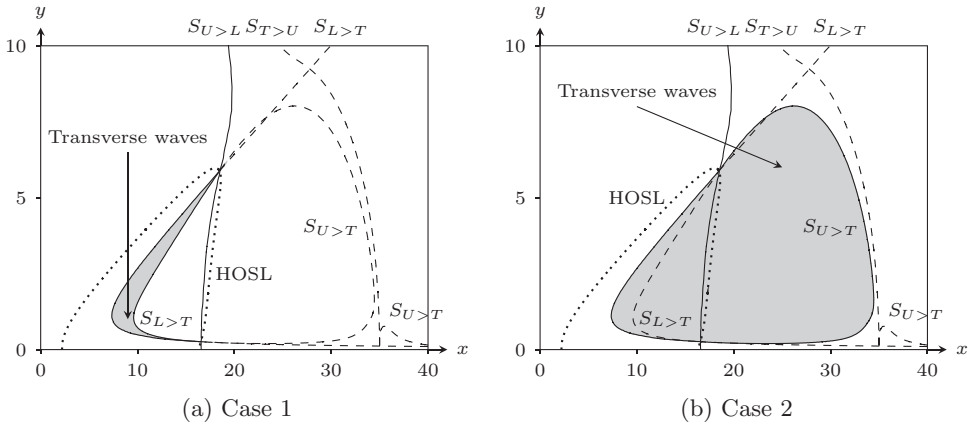 y
S_{U>L} S_{T>U} S_{L>T}
10
Transverse waves
5
S_{U>T}
HOSL
S_{L>T}
S_{U>T}
0
x
0 10 20 30 40
(a) Case 1
y
S_{U>L} S_{T>U} S_{L>T}
10
Transverse waves
HOSL
5
S_{U>T}
S_{L>T}
S_{U>T}
0
x
0 10 20 30 40
(b) Case 2